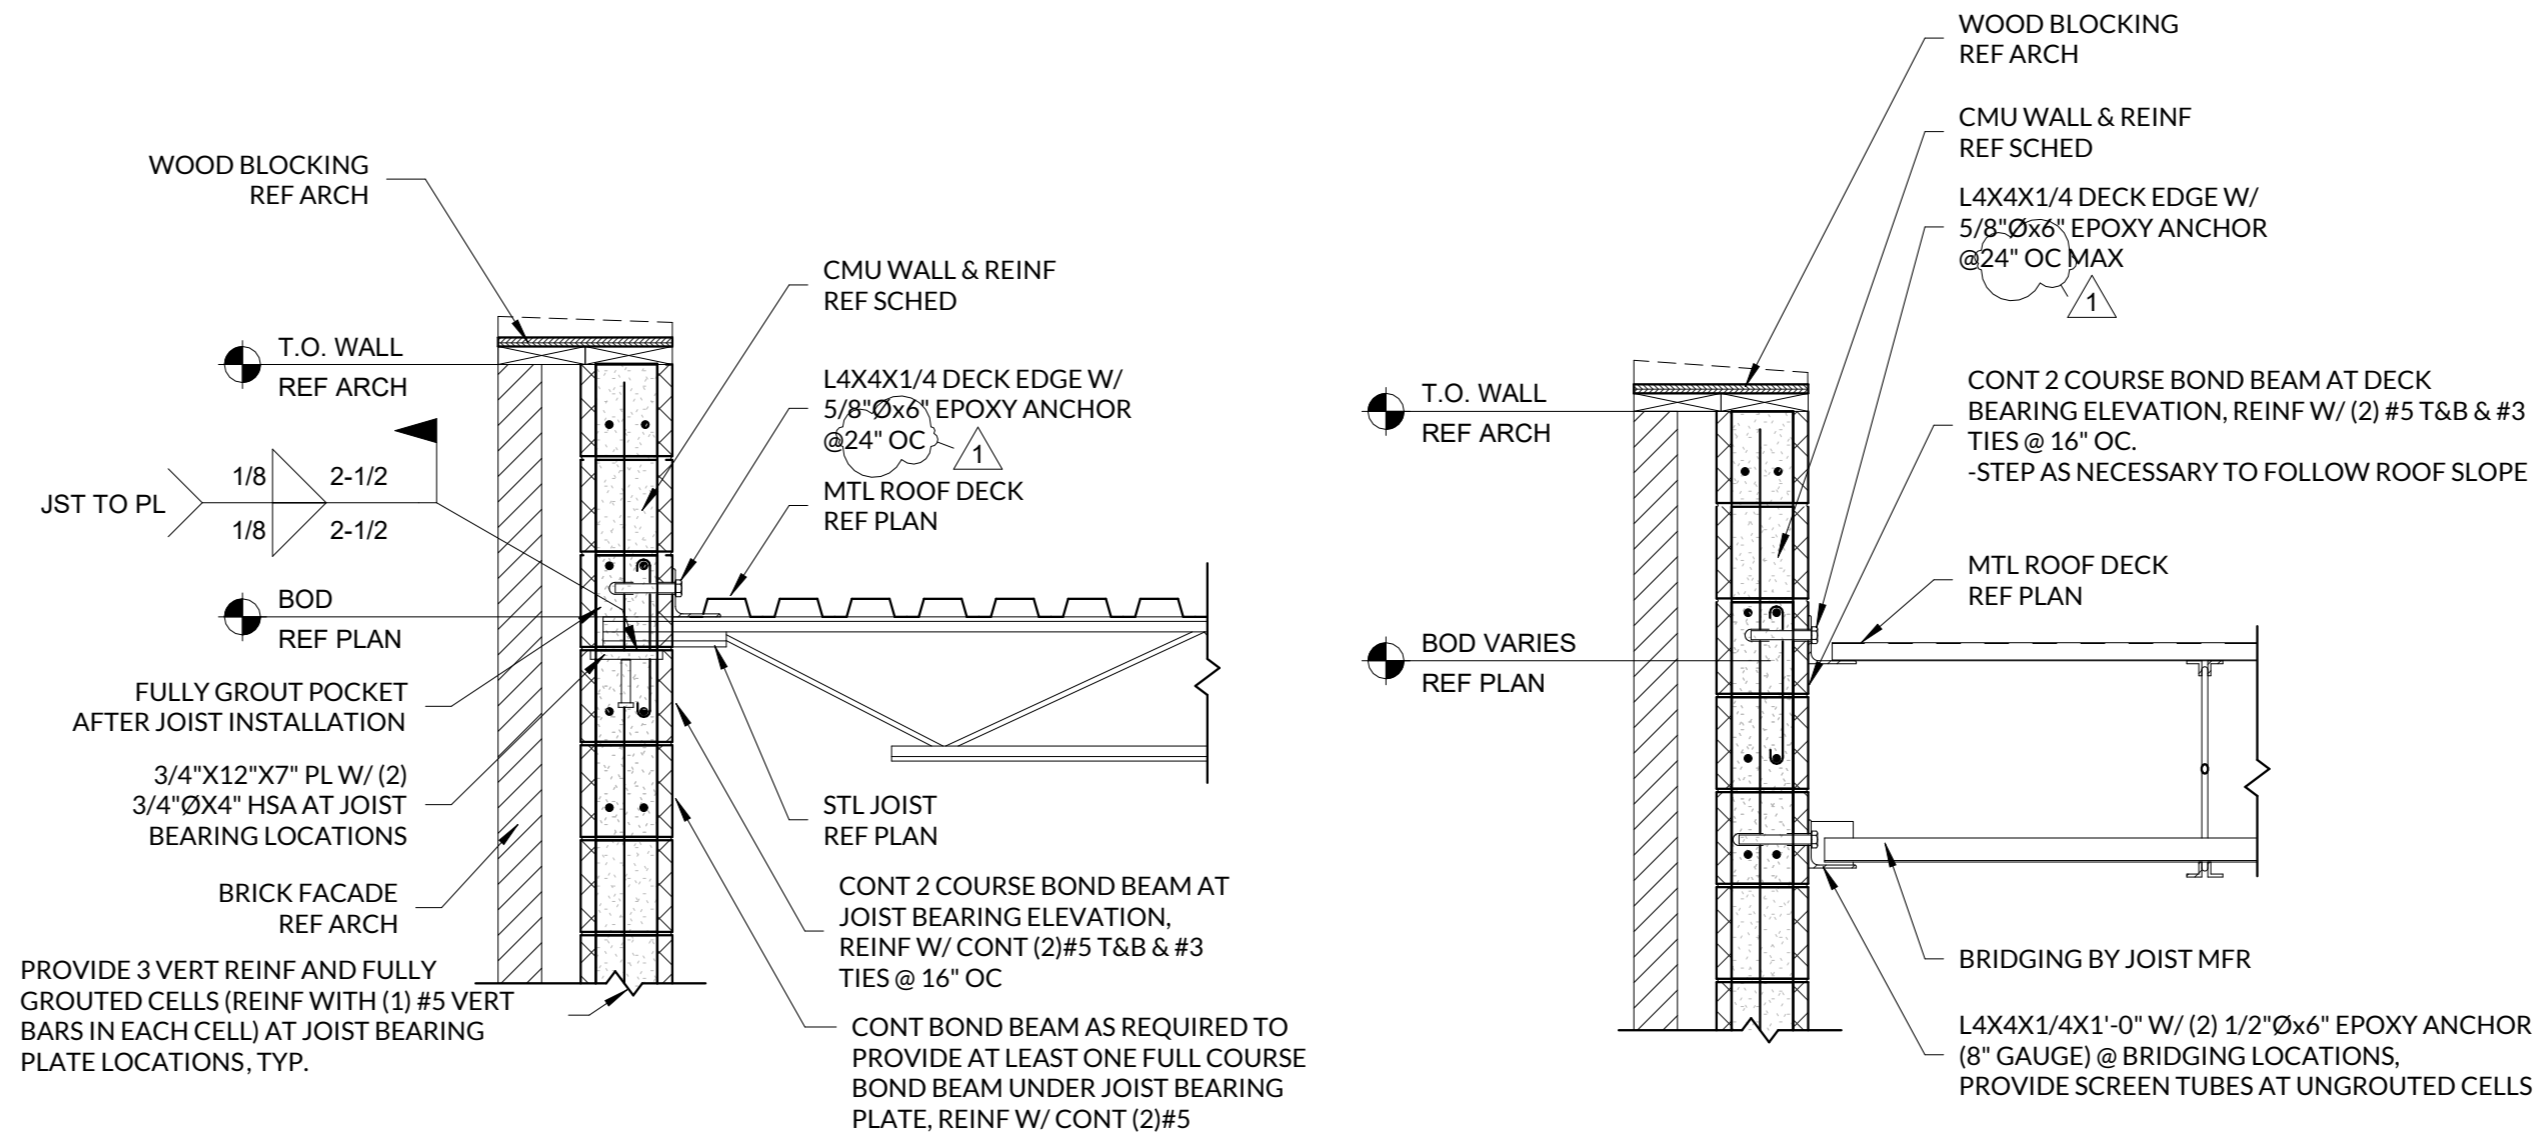 WOOD BLOCKING
REF ARCH
T.O. WALL
REF ARCH
1/8
2-1/2
JST TO PL
1/8
2-1/2
BOD
REF PLAN
FULLY GROUT POCKET
AFTER JOIST INSTALLATION
3/4"X12"X7" PL W/ (2)
3/4"ØX4" HSA AT JOIST
BEARING LOCATIONS
BRICK FACADE
REF ARCH
PROVIDE 3 VERT REINF AND FULLY
GROUTED CELLS (REINF WITH (1) #5 VERT
BARS IN EACH CELL) AT JOIST BEARING
PLATE LOCATIONS, TYP.
CMU WALL & REINF
REF SCHED
L4X4X1/4 DECK EDGE W/
5/8"Øx6" EPOXY ANCHOR
@24" OC
1
MTL ROOF DECK
REF PLAN
STL JOIST
REF PLAN
CONT 2 COURSE BOND BEAM AT
JOIST BEARING ELEVATION,
REINF W/ CONT (2)#5 T&B & #3
TIES @ 16" OC
CONT BOND BEAM AS REQUIRED TO
PROVIDE AT LEAST ONE FULL COURSE
BOND BEAM UNDER JOIST BEARING
PLATE, REINF W/ CONT (2)#5
WOOD BLOCKING
REF ARCH
CMU WALL & REINF
REF SCHED
L4X4X1/4 DECK EDGE W/
5/8"Øx6" EPOXY ANCHOR
@24" OC MAX
1
T.O. WALL
REF ARCH
CONT 2 COURSE BOND BEAM AT DECK
BEARING ELEVATION, REINF W/ (2) #5 T&B & #3
TIES @ 16" OC.
-STEP AS NECESSARY TO FOLLOW ROOF SLOPE
MTL ROOF DECK
REF PLAN
BOD VARIES
REF PLAN
BRIDGING BY JOIST MFR
L4X4X1/4X1'-0" W/ (2) 1/2"Øx6" EPOXY ANCHOR
(8" GAUGE) @ BRIDGING LOCATIONS,
PROVIDE SCREEN TUBES AT UNGROUTED CELLS